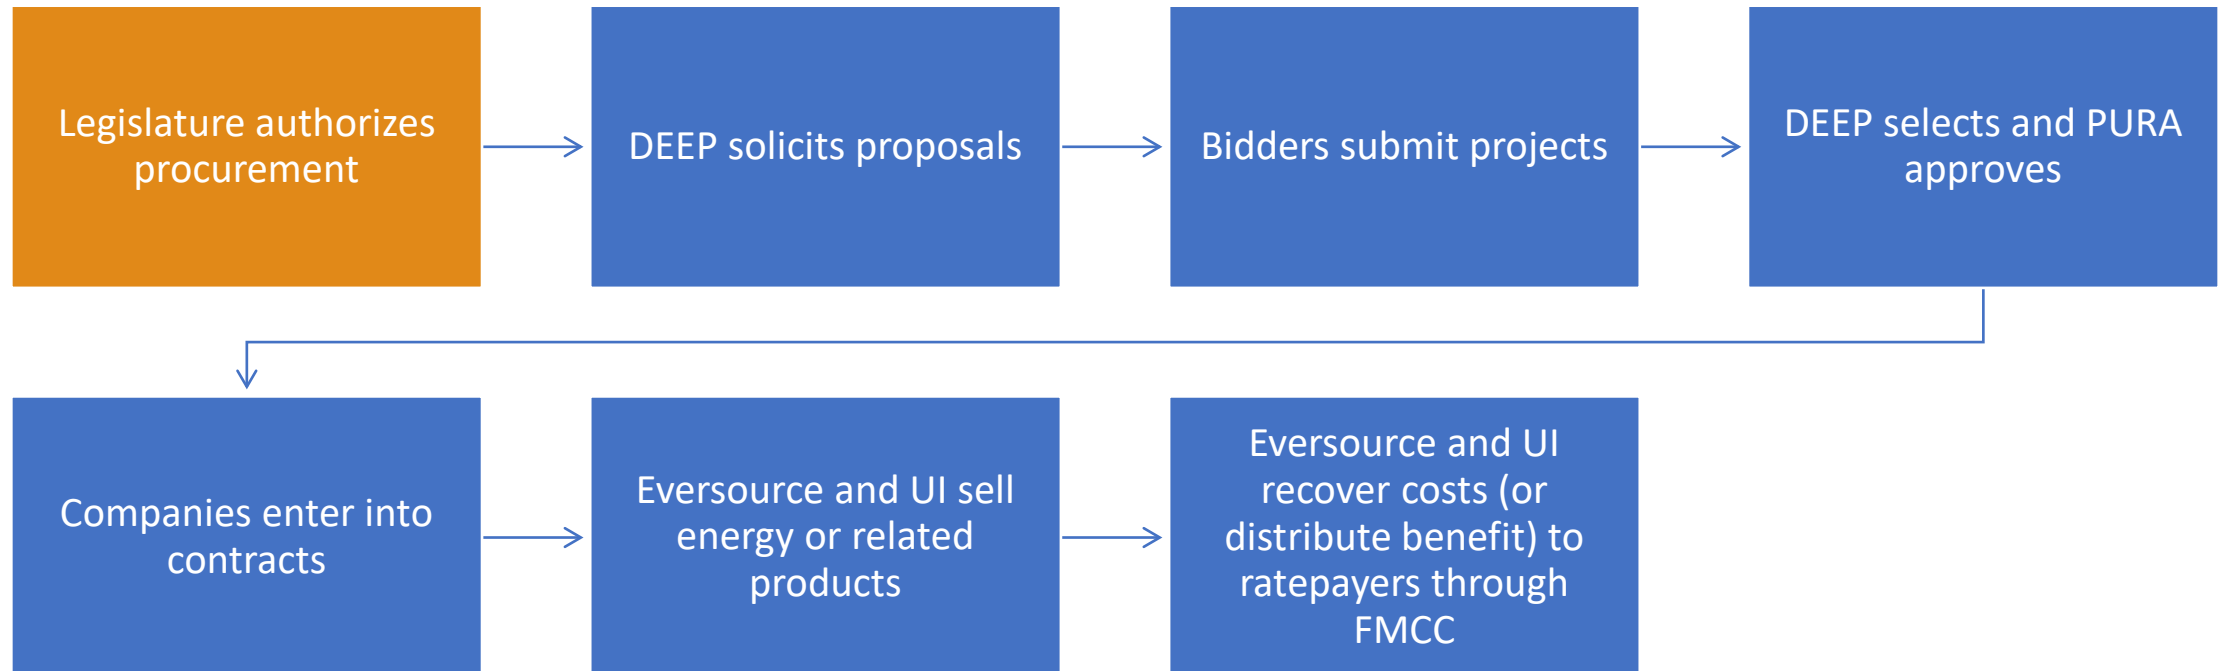 Legislature authorizes
procurement
DEEP solicits proposals
Bidders submit projects
DEEP selects and PURA
approves
Companies enter into
contracts
Eversource and UI sell
energy or related
products
Eversource and UI
recover costs (or
distribute benefit) to
ratepayers through
FMCC